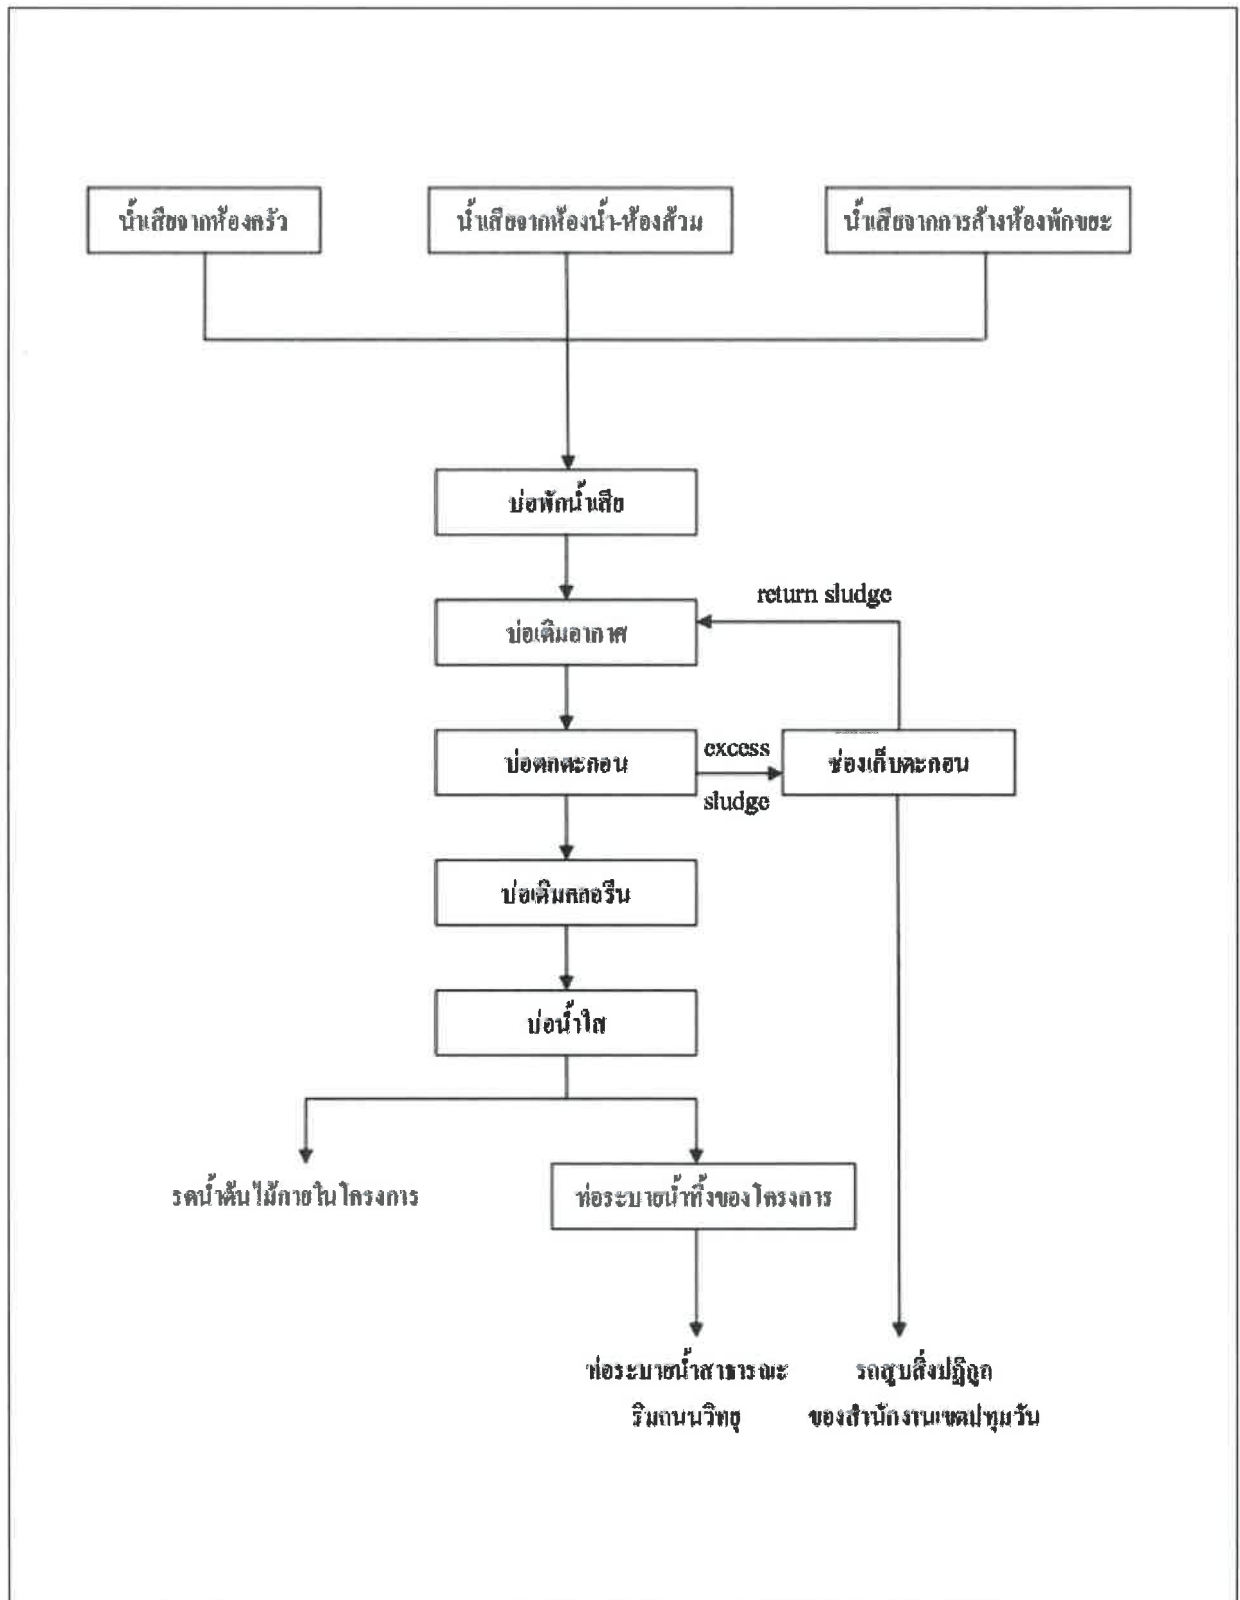 น้ำเสียจากห้องครัว
น้ำเสียจากห้องน้ำ-ห้องส้วม
น้ำเสียจากการล้างห้องพักขยะ
บ่อพักน้ำเสีย
return sludge
บ่อเติมอากาศ
บ่อตกตะกอน
excess
sludge
ช่องเก็บตะกอน
บ่อเติมคลอรีน
บ่อน้ำใส
รดน้ำต้นไม้ภายในโครงการ
ท่อระบายน้ำทิ้งของโครงการ
ท่อระบายน้ำสาธารณะ
ริมถนนวิทยุ
รถสูบสิ่งปฏิกูล
ของสำนักงานเขตปทุมวัน